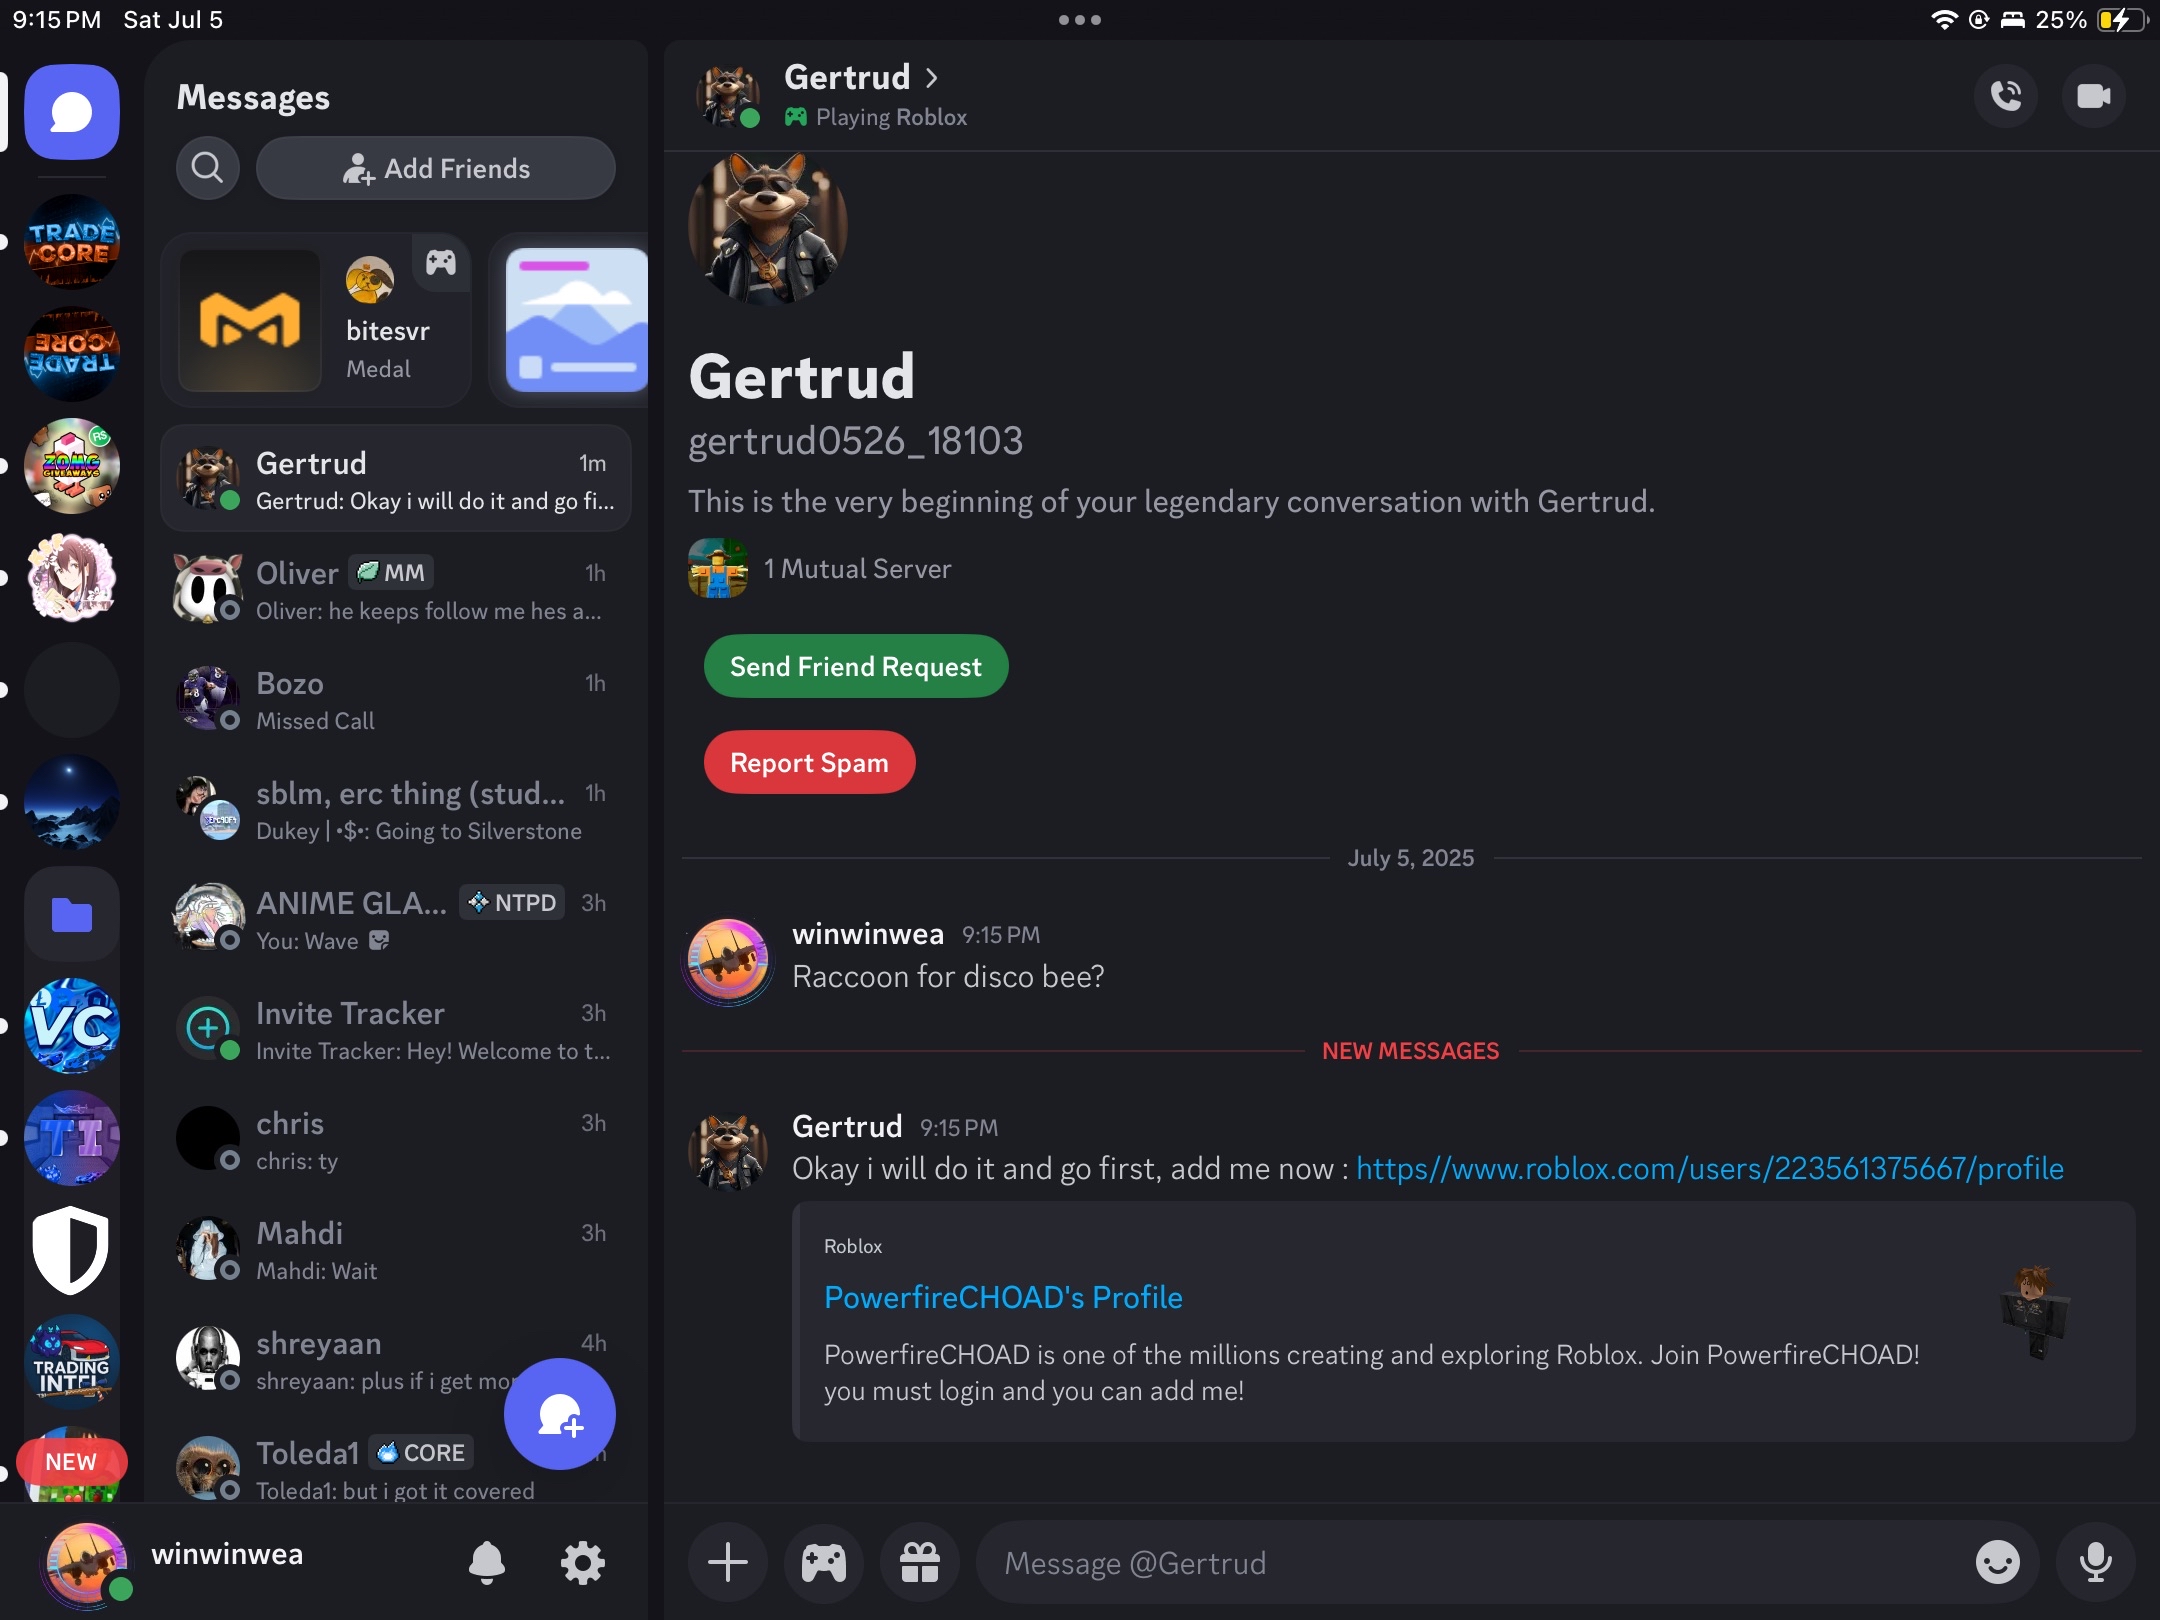 9:15 PM Sat Jul 5
25%
Messages
Add Friends
bitesvr
Medal
Gertrud 1m
Gertrud: Okay i will do it and go fi...
Oliver MM 1h
Oliver: he keeps follow me hes a...
Bozo 1h
Missed Call
sblm, erc thing (stud... 1h
Dukey | •$•: Going to Silverstone
ANIME GLA... NTPD 3h
You: Wave
Invite Tracker 3h
Invite Tracker: Hey! Welcome to t...
chris 3h
chris: ty
Mahdi 3h
Mahdi: Wait
shreyaan 4h
shreyaan: plus if i get mor
Toleda1 CORE
Toleda1: but i got it covered
TRADE
CORE
TRADE
CORE
RS
ZOMG
GIVEAWAYS
VC
TI
TRADING
INTEL
NEW
winwinwea
Gertrud
Playing Roblox
Gertrud
gertrud0526_18103
This is the very beginning of your legendary conversation with Gertrud.
1 Mutual Server
Send Friend Request
Report Spam
July 5, 2025
winwinwea 9:15 PM
Raccoon for disco bee?
NEW MESSAGES
Gertrud 9:15 PM
Okay i will do it and go first, add me now : https//www.roblox.com/users/223561375667/profile
Roblox
PowerfireCHOAD's Profile
PowerfireCHOAD is one of the millions creating and exploring Roblox. Join PowerfireCHOAD!
you must login and you can add me!
Message @Gertrud